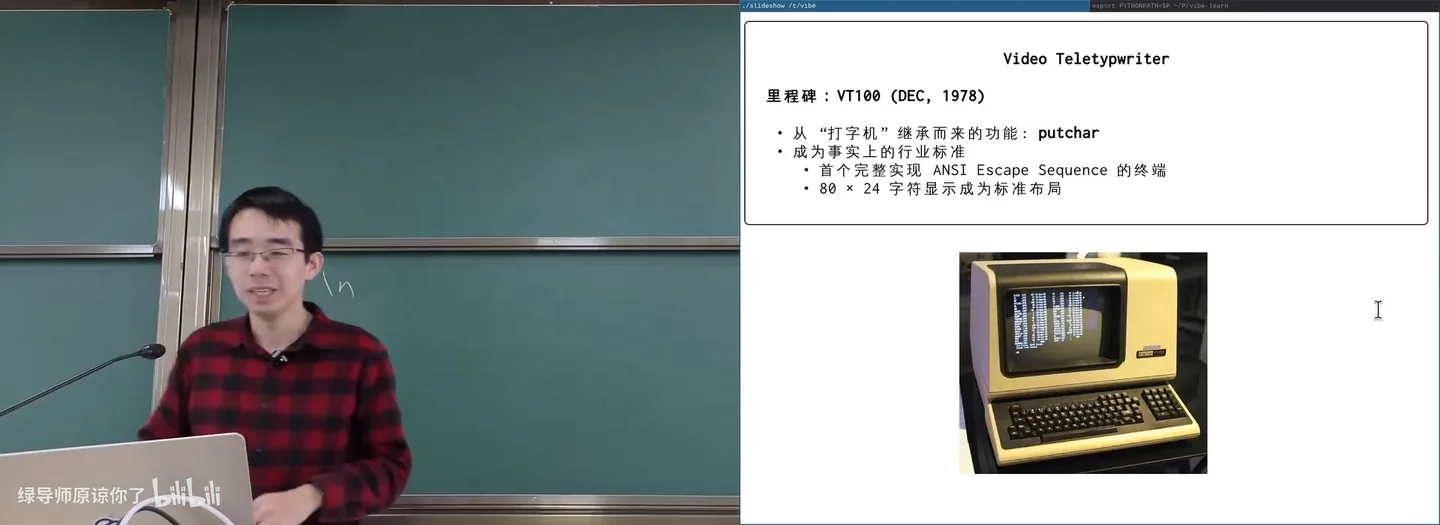 ./slideshow /t/vibe
export PYTHONPATH=$P ~/P/vibe-learn
Video Teletypwriter
里程碑：VT100 (DEC, 1978)
• 从 “打字机” 继承而来的功能：putchar
• 成为事实上的行业标准
• 首个完整实现 ANSI Escape Sequence 的终端
• 80 × 24 字符显示成为标准布局
\n
绿导师原谅你了 bilibili